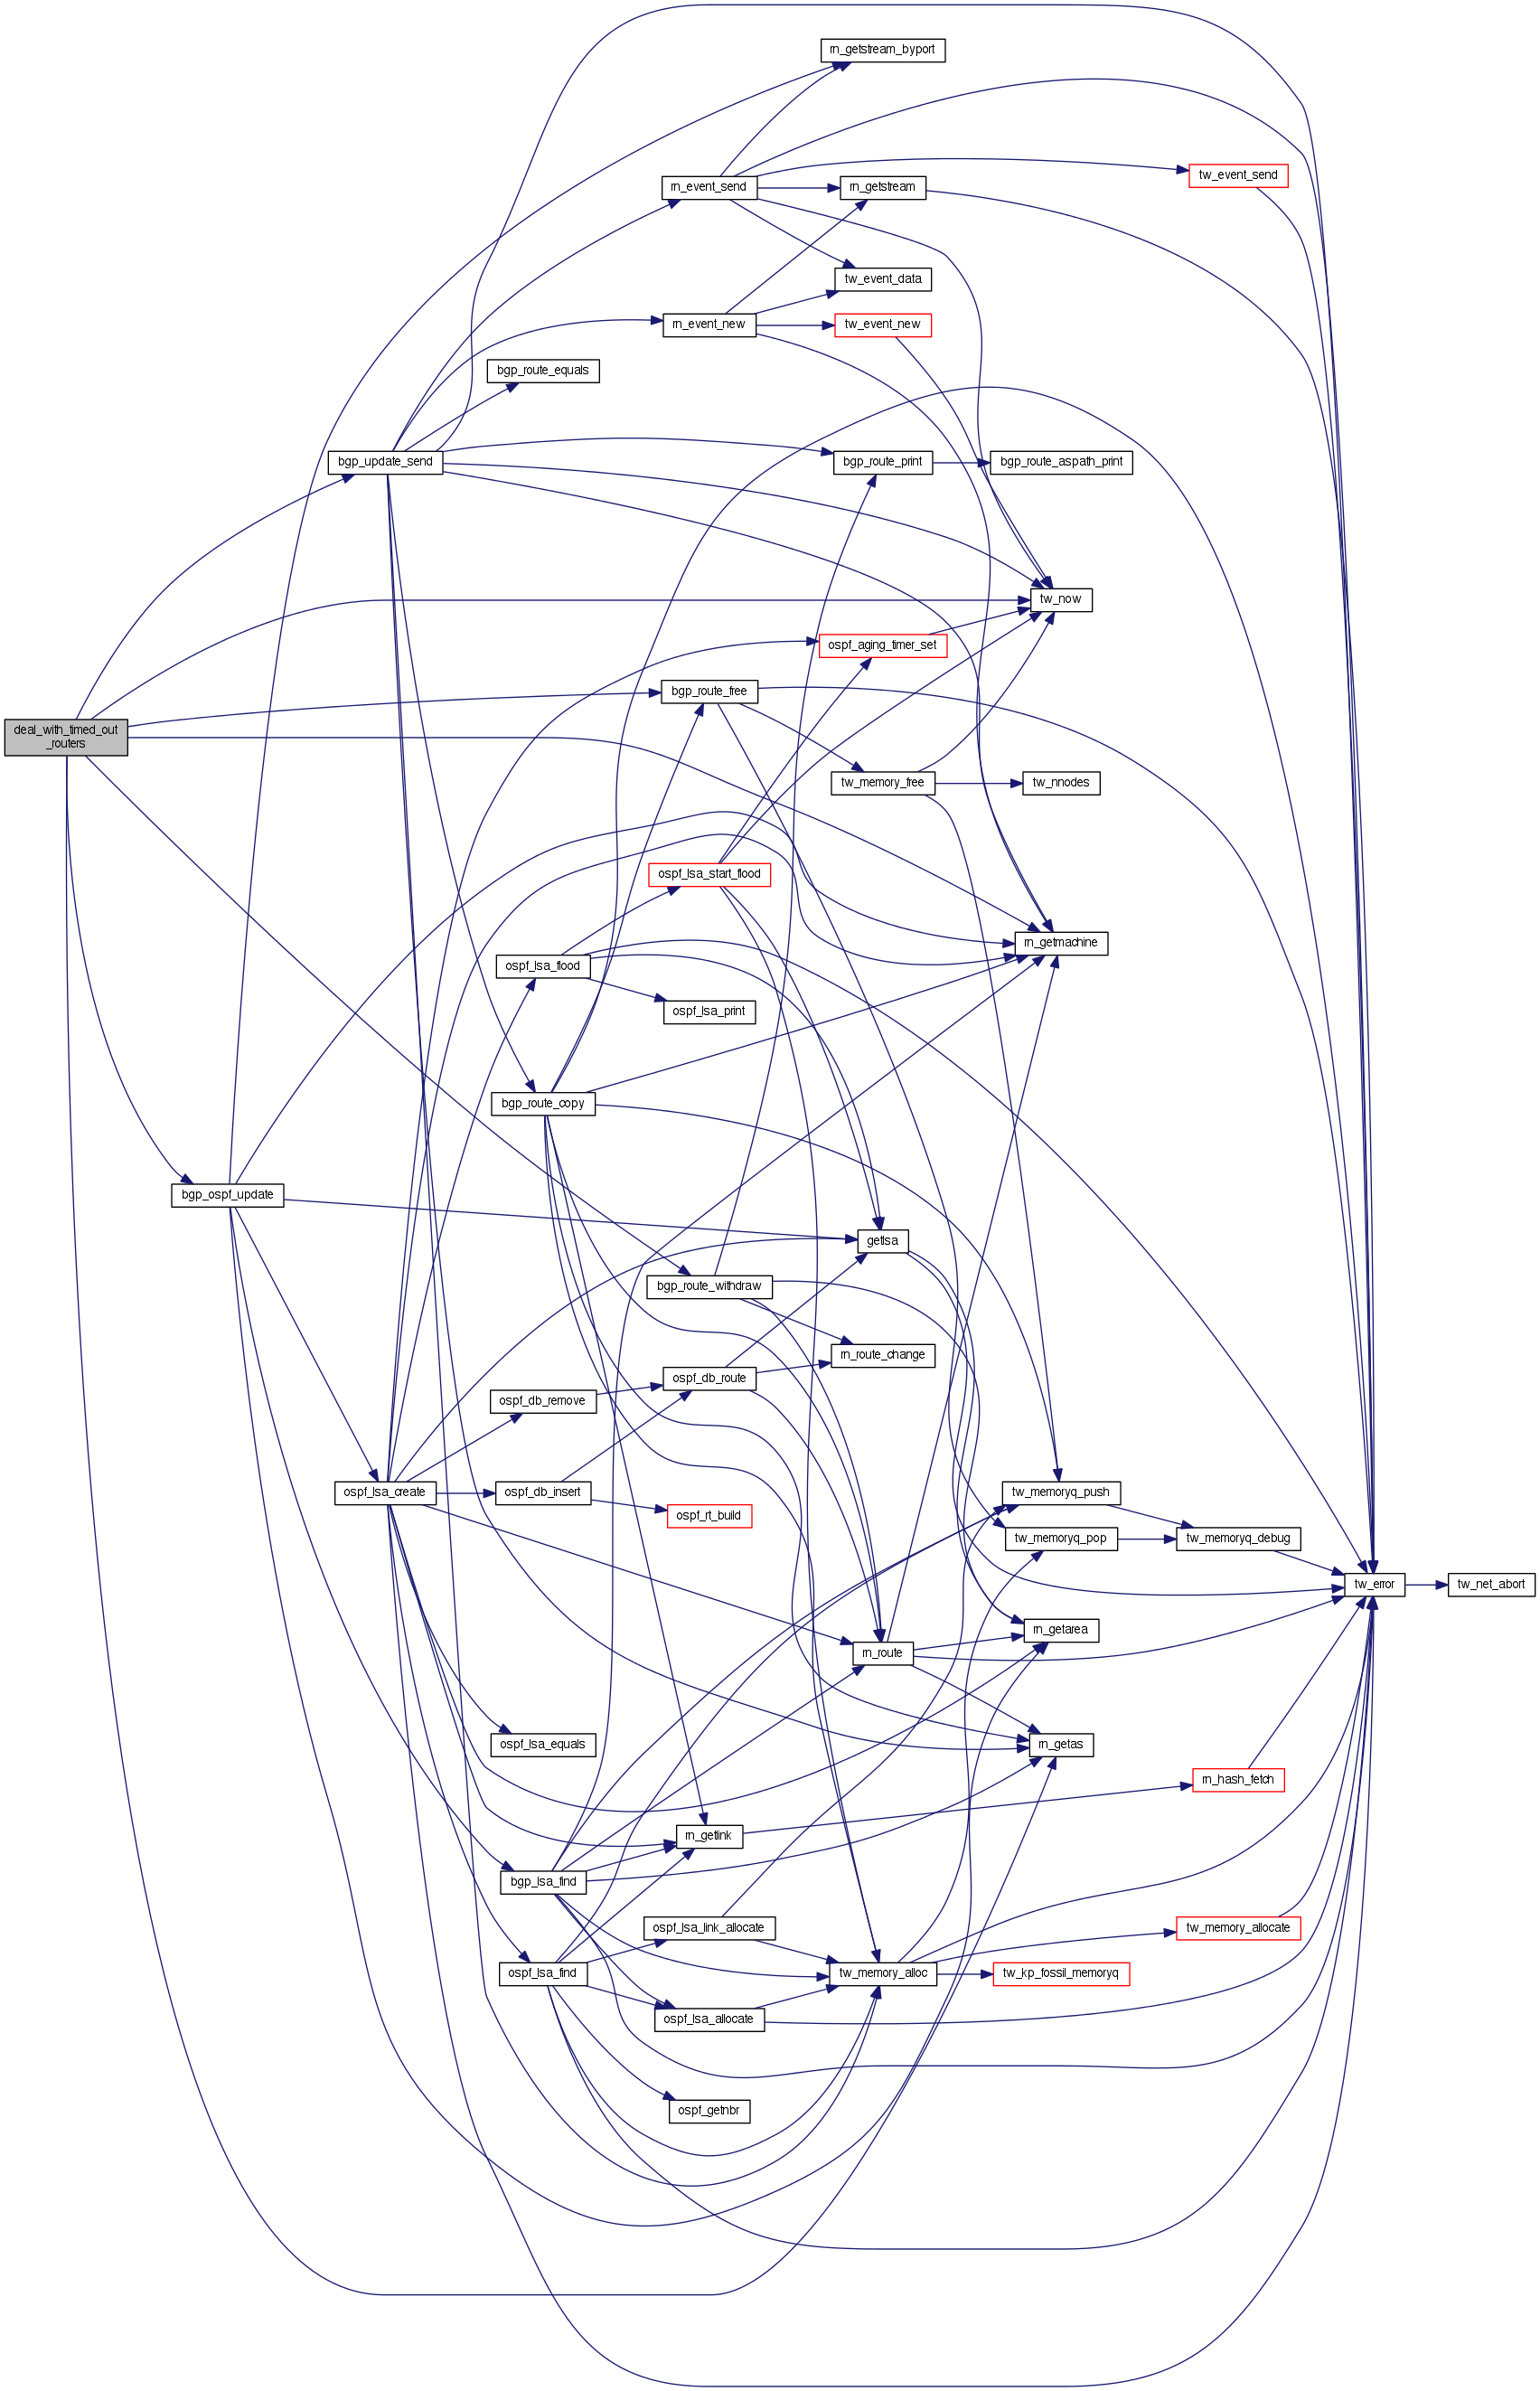 rn_getstream_byport
tw_event_send
rn_event_send
rn_getstream
tw_event_data
rn_event_new
tw_event_new
bgp_route_equals
bgp_update_send
bgp_route_print
bgp_route_aspath_print
tw_now
ospf_aging_timer_set
bgp_route_free
deal_with_timed_out
_routers
tw_memory_free
tw_nnodes
ospf_lsa_start_flood
rn_getmachine
ospf_lsa_flood
ospf_lsa_print
bgp_route_copy
bgp_ospf_update
getlsa
bgp_route_withdraw
rn_route_change
ospf_db_route
ospf_db_remove
ospf_lsa_create
ospf_db_insert
tw_memoryq_push
ospf_rt_build
tw_memoryq_pop
tw_memoryq_debug
tw_error
tw_net_abort
rn_getarea
rn_route
ospf_lsa_equals
rn_getas
rn_hash_fetch
rn_getlink
bgp_lsa_find
ospf_lsa_link_allocate
tw_memory_allocate
ospf_lsa_find
tw_memory_alloc
tw_kp_fossil_memoryq
ospf_lsa_allocate
ospf_getnbr